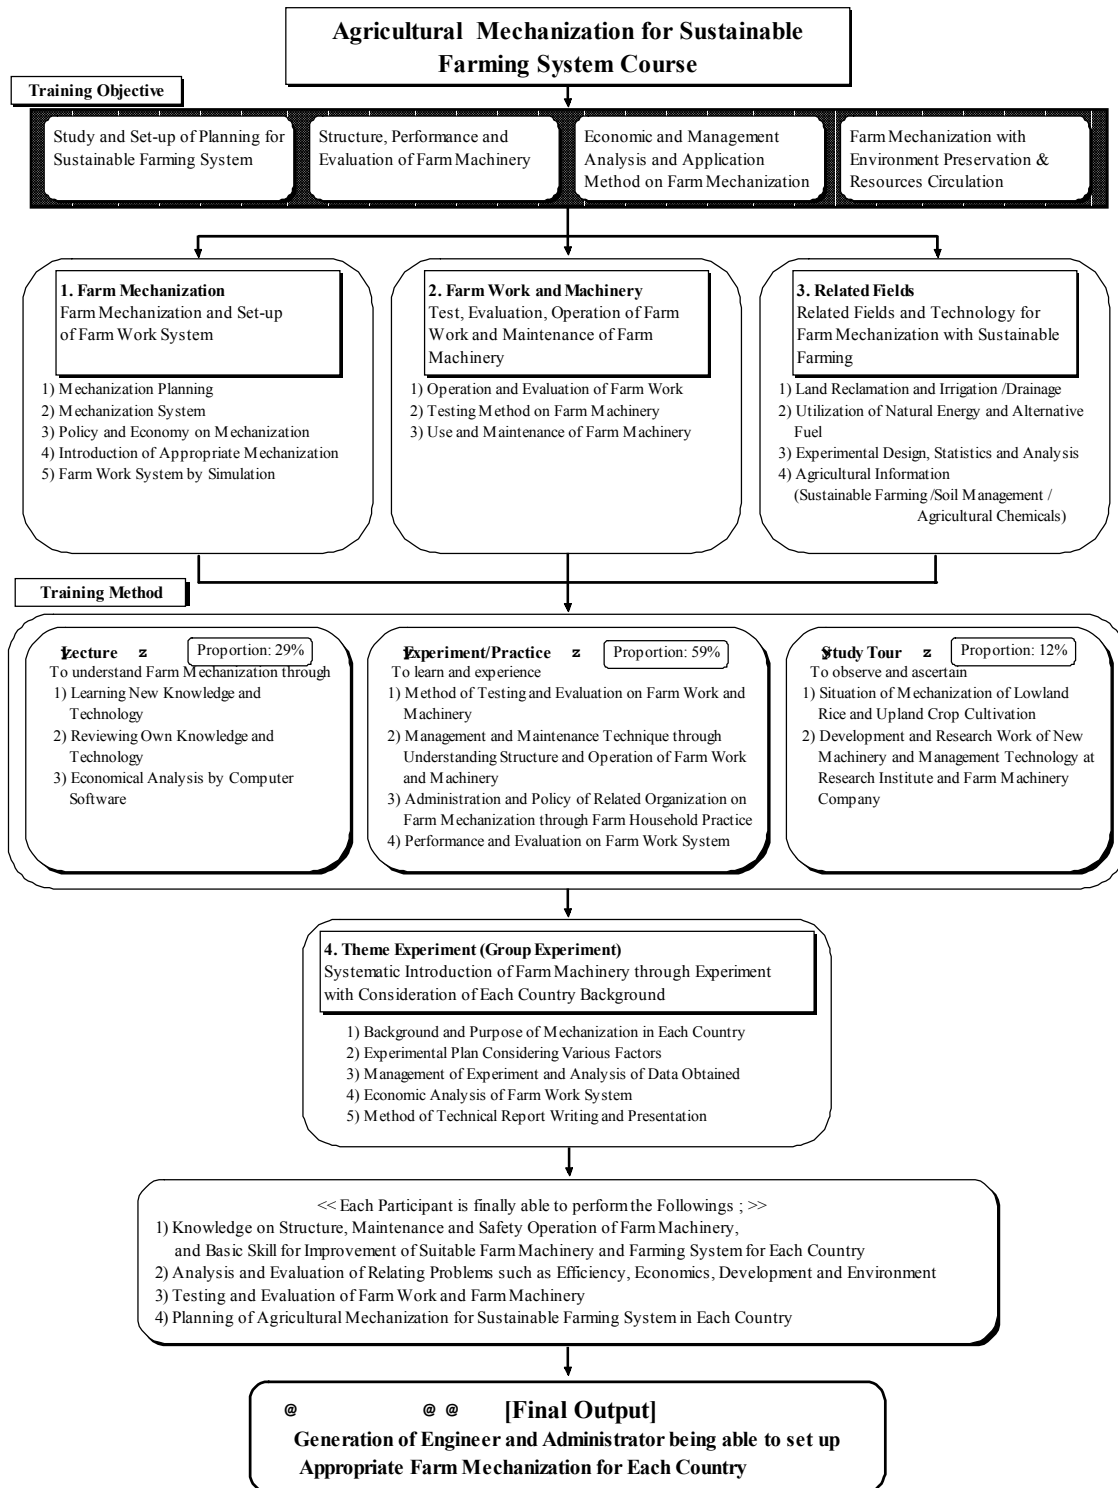 Agricultural Mechanization for Sustainable
Farming System Course
Training Objective
Study and Set-up of Planning for
Sustainable Farming System
Structure, Performance and
Evaluation of Farm Machinery
Economic and Management
Analysis and Application
Method on Farm Mechanization
Farm Mechanization with
Environment Preservation &
Resources Circulation
1. Farm Mechanization
Farm Mechanization and Set-up
of Farm Work System
1) Mechanization Planning
2) Mechanization System
3) Policy and Economy on Mechanization
4) Introduction of Appropriate Mechanization
5) Farm Work System by Simulation
2. Farm Work and Machinery
Test, Evaluation, Operation of Farm
Work and Maintenance of Farm
Machinery
1) Operation and Evaluation of Farm Work
2) Testing Method on Farm Machinery
3) Use and Maintenance of Farm Machinery
3. Related Fields
Related Fields and Technology for
Farm Mechanization with Sustainable
Farming
1) Land Reclamation and Irrigation /Drainage
2) Utilization of Natural Energy and Alternative
Fuel
3) Experimental Design, Statistics and Analysis
4) Agricultural Information
(Sustainable Farming /Soil Management /
Agricultural Chemicals)
Training Method
Lecture z
Proportion: 29%
To understand Farm Mechanization through
1) Learning New Knowledge and
Technology
2) Reviewing Own Knowledge and
Technology
3) Economical Analysis by Computer
Software
Experiment/Practice z
Proportion: 59%
To learn and experience
1) Method of Testing and Evaluation on Farm Work and
Machinery
2) Management and Maintenance Technique through
Understanding Structure and Operation of Farm Work
and Machinery
3) Administration and Policy of Related Organization on
Farm Mechanization through Farm Household Practice
4) Performance and Evaluation on Farm Work System
Study Tour z
Proportion: 12%
To observe and ascertain
1) Situation of Mechanization of Lowland
Rice and Upland Crop Cultivation
2) Development and Research Work of New
Machinery and Management Technology at
Research Institute and Farm Machinery
Company
4. Theme Experiment (Group Experiment)
Systematic Introduction of Farm Machinery through Experiment
with Consideration of Each Country Background
1) Background and Purpose of Mechanization in Each Country
2) Experimental Plan Considering Various Factors
3) Management of Experiment and Analysis of Data Obtained
4) Economic Analysis of Farm Work System
5) Method of Technical Report Writing and Presentation
<< Each Participant is finally able to perform the Followings ; >>
1) Knowledge on Structure, Maintenance and Safety Operation of Farm Machinery,
and Basic Skill for Improvement of Suitable Farm Machinery and Farming System for Each Country
2) Analysis and Evaluation of Relating Problems such as Efficiency, Economics, Development and Environment
3) Testing and Evaluation of Farm Work and Farm Machinery
4) Planning of Agricultural Mechanization for Sustainable Farming System in Each Country
@ @ @ [Final Output]
Generation of Engineer and Administrator being able to set up
Appropriate Farm Mechanization for Each Country